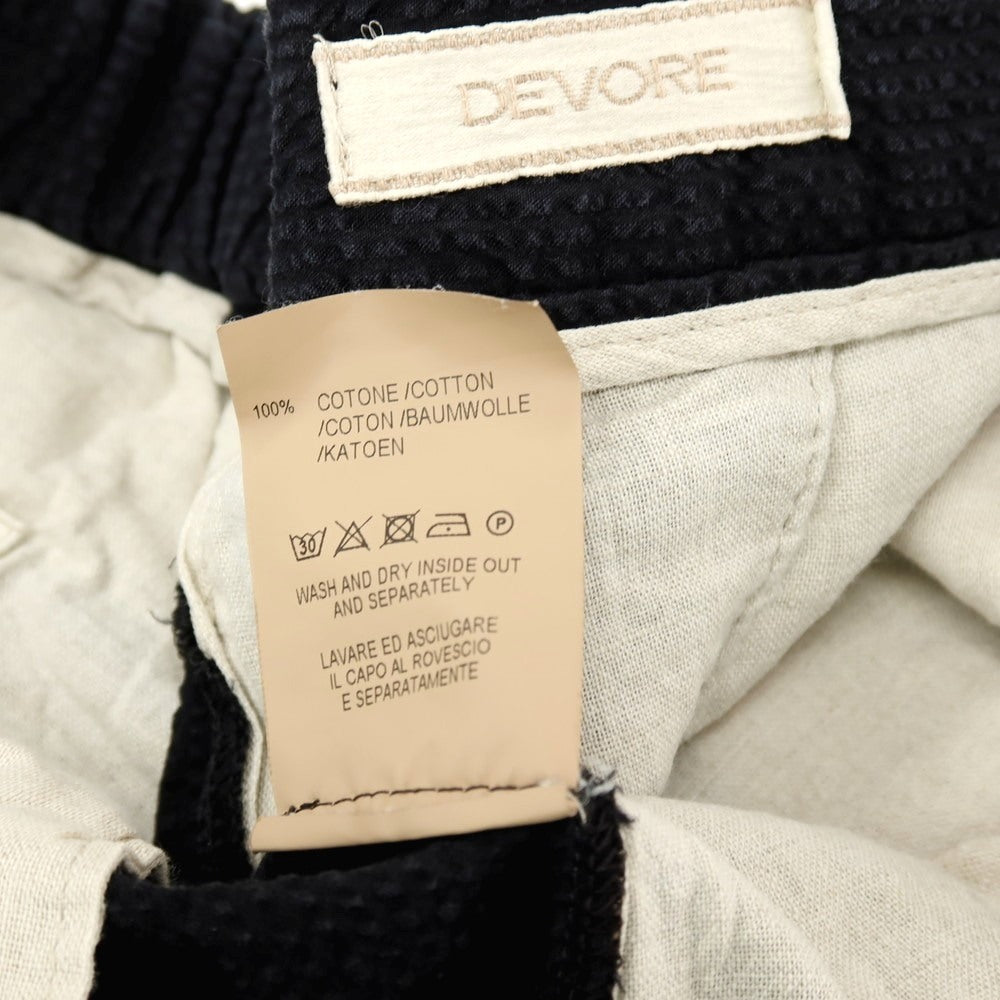 DEVORE
100% COTONE /COTTON
/COTON /BAUMWOLLE
/KATOEN
30 P
WASH AND DRY INSIDE OUT
AND SEPARATELY
LAVARE ED ASCIUGARE
IL CAPO AL ROVESCIO
E SEPARATAMENTE